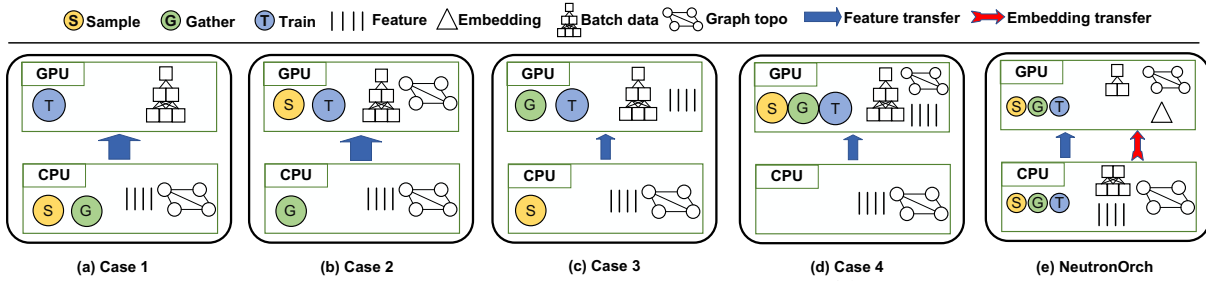 S Sample G Gather T Train Feature Embedding Batch data Graph topo Feature transfer Embedding transfer
GPU
T
CPU
S G
(a) Case 1
GPU
S T
CPU
G
(b) Case 2
GPU
G T
CPU
S
(c) Case 3
GPU
S G T
CPU
(d) Case 4
GPU
S G T
CPU
S G T
(e) NeutronOrch